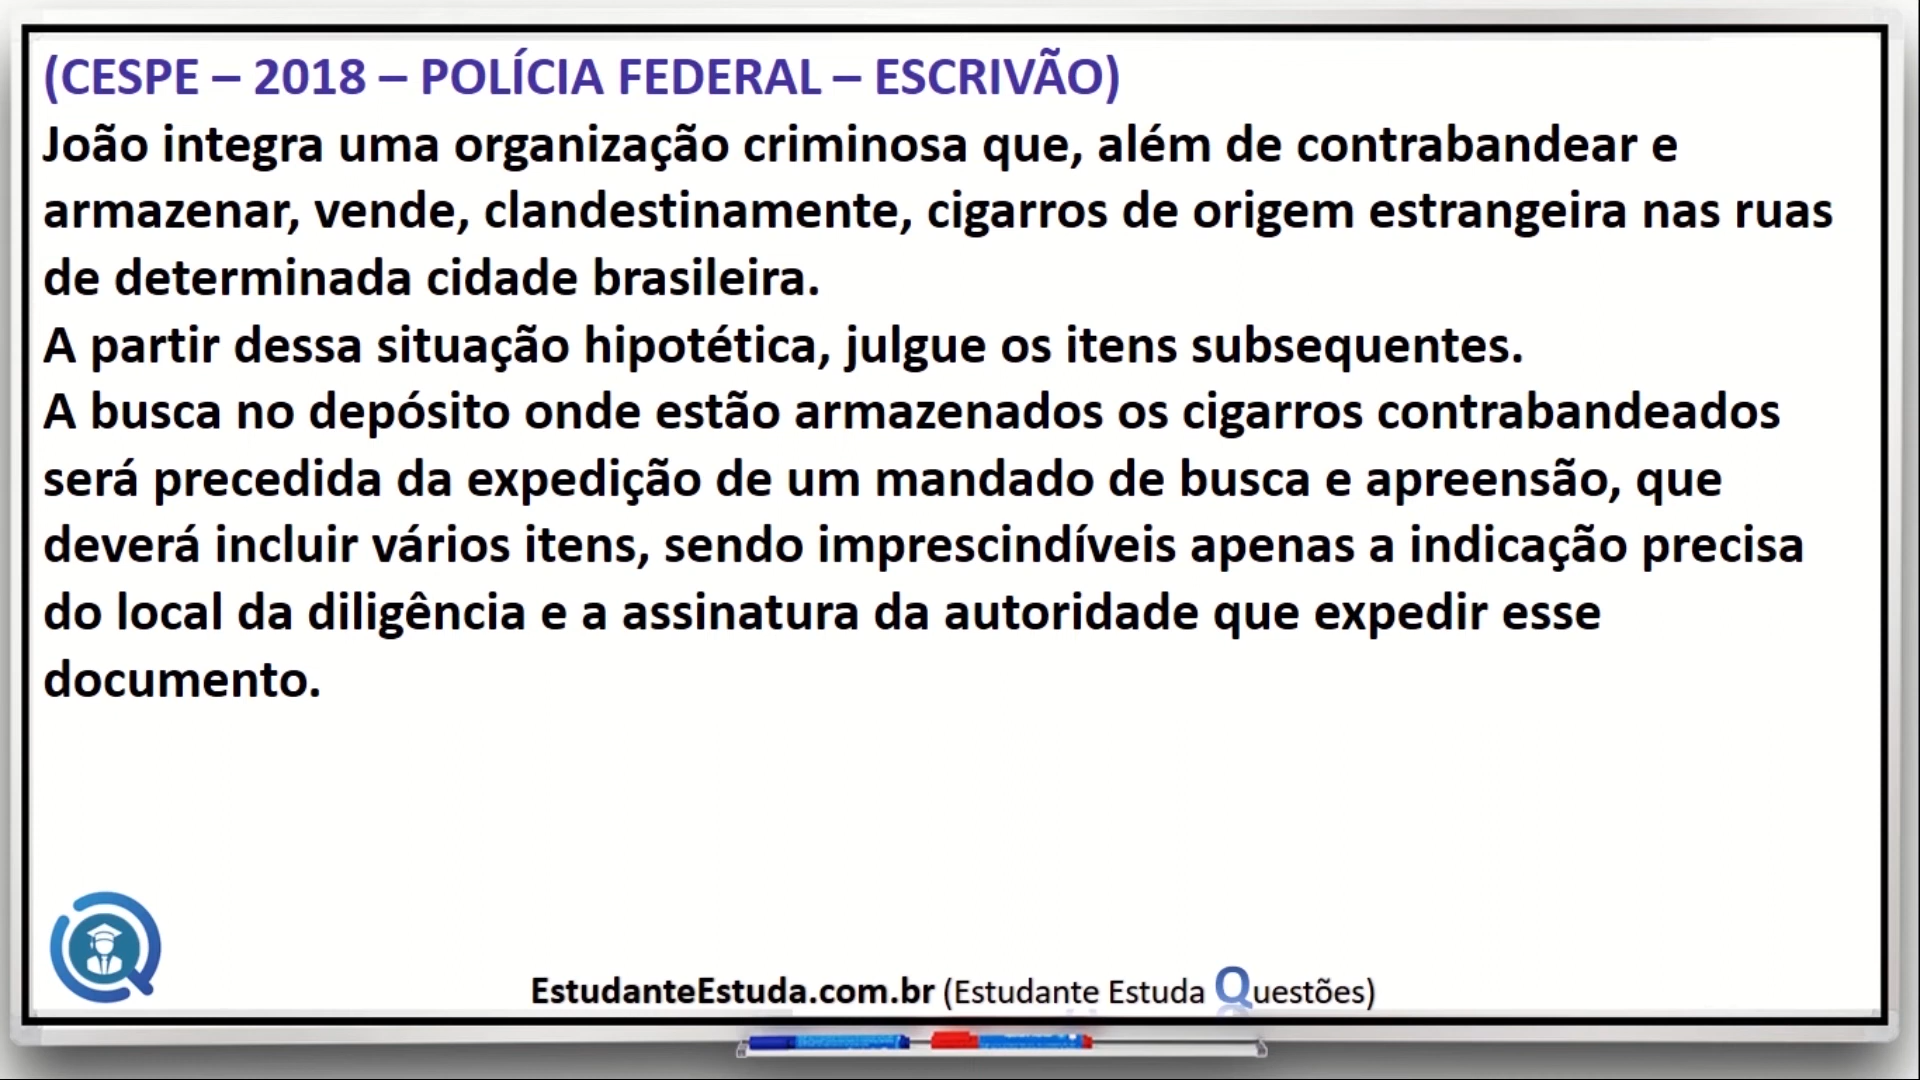 (CESPE – 2018 – POLÍCIA FEDERAL – ESCRIVÃO)
João integra uma organização criminosa que, além de contrabandear e
armazenar, vende, clandestinamente, cigarros de origem estrangeira nas ruas
de determinada cidade brasileira.
A partir dessa situação hipotética, julgue os itens subsequentes.
A busca no depósito onde estão armazenados os cigarros contrabandeados
será precedida da expedição de um mandado de busca e apreensão, que
deverá incluir vários itens, sendo imprescindíveis apenas a indicação precisa
do local da diligência e a assinatura da autoridade que expedir esse
documento.
EstudanteEstuda.com.br (Estudante Estuda Questões)